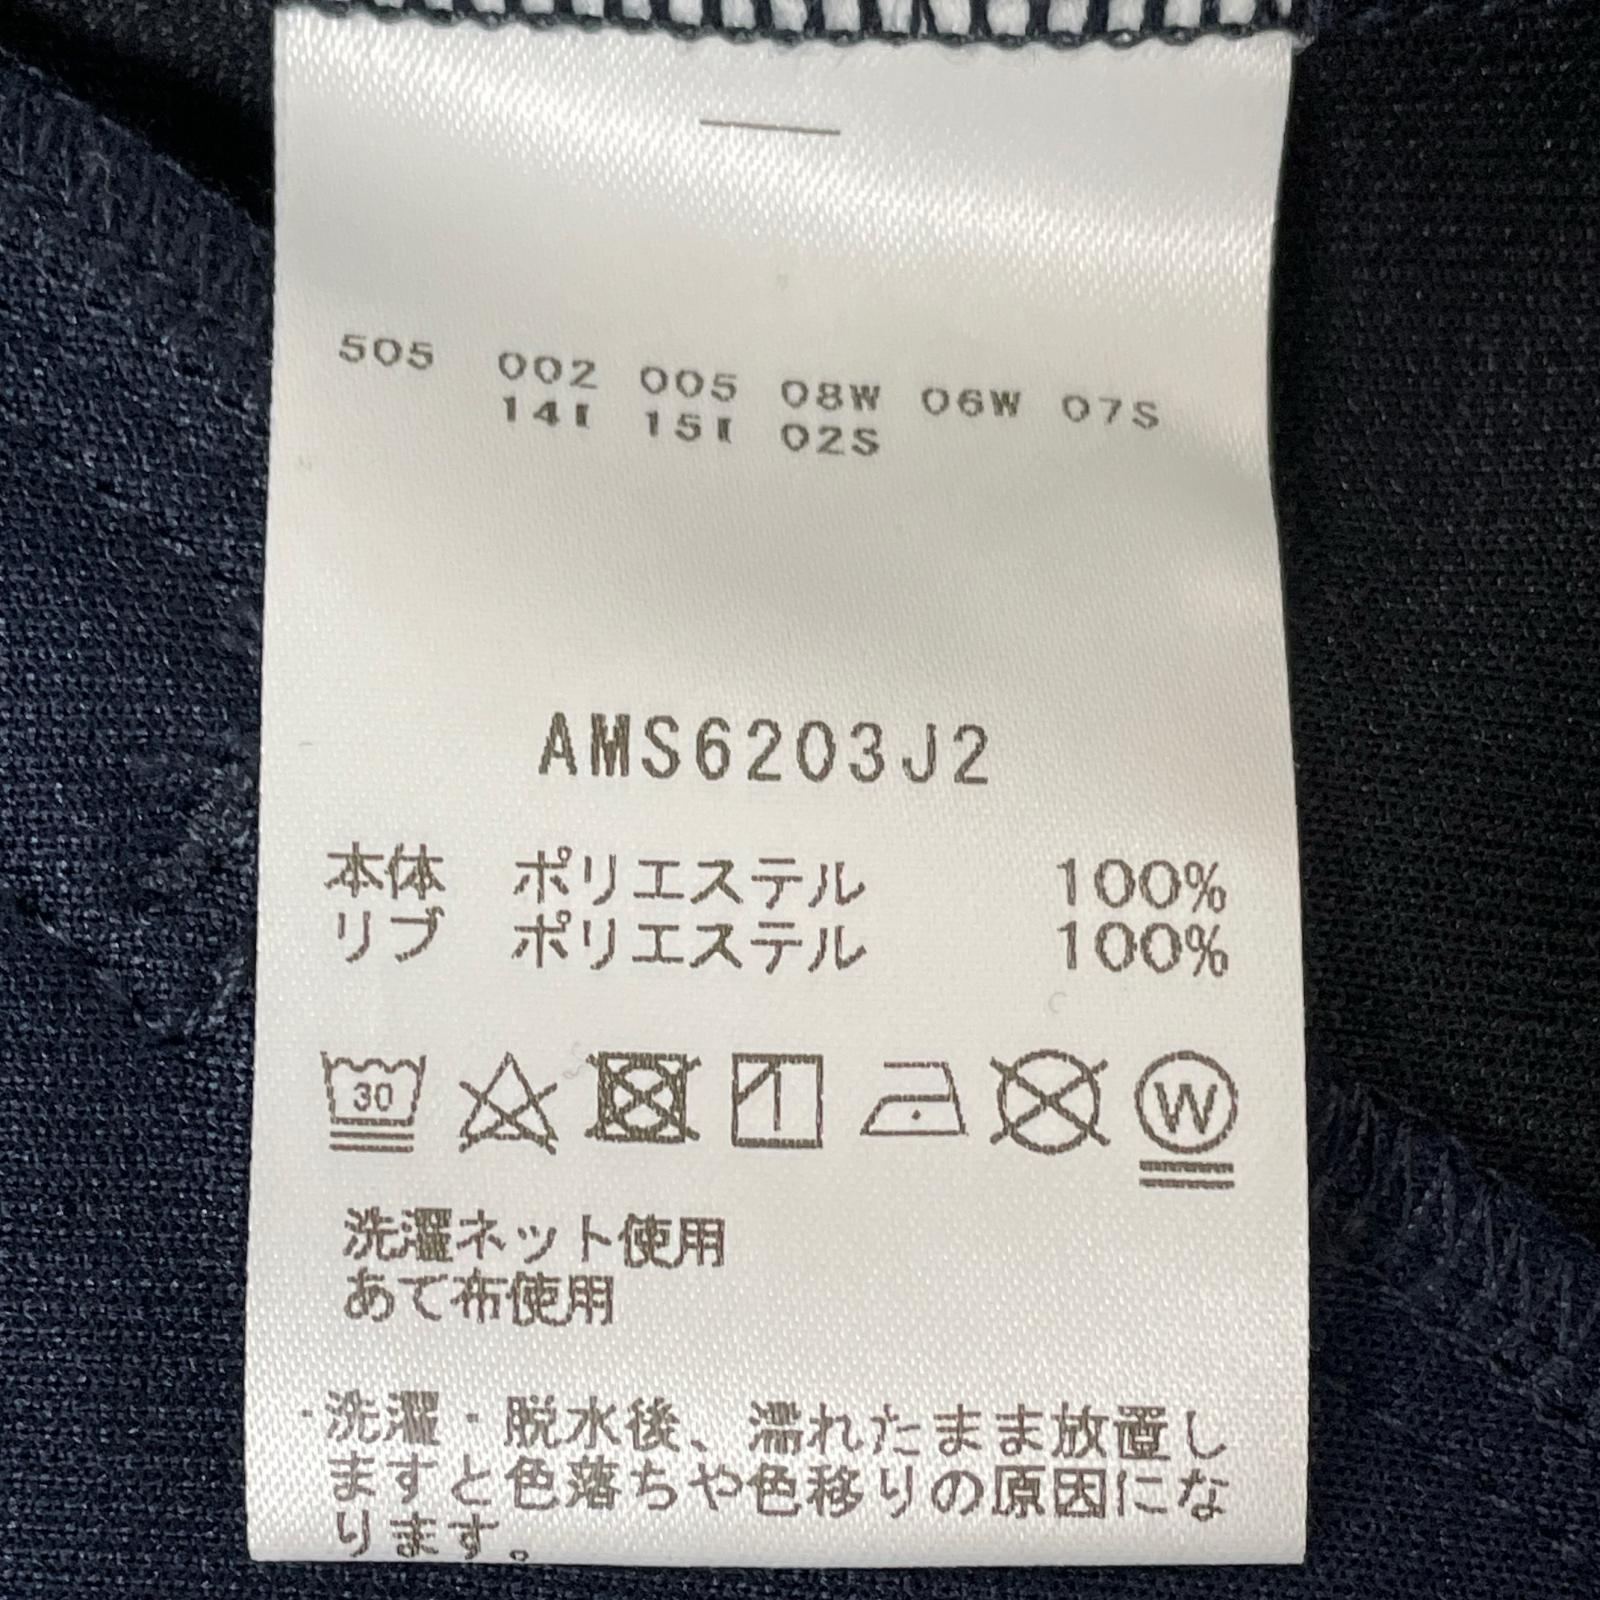 505 002 005 08W 06W 07S
14I 15I 02S
AMS6203J2
本体 ポリエステル 100%
リブ ポリエステル 100%
30
W
洗濯ネット使用
あて布使用
・洗濯・脱水後、濡れたまま放置し
ますと色落ちや色移りの原因にな
ります。